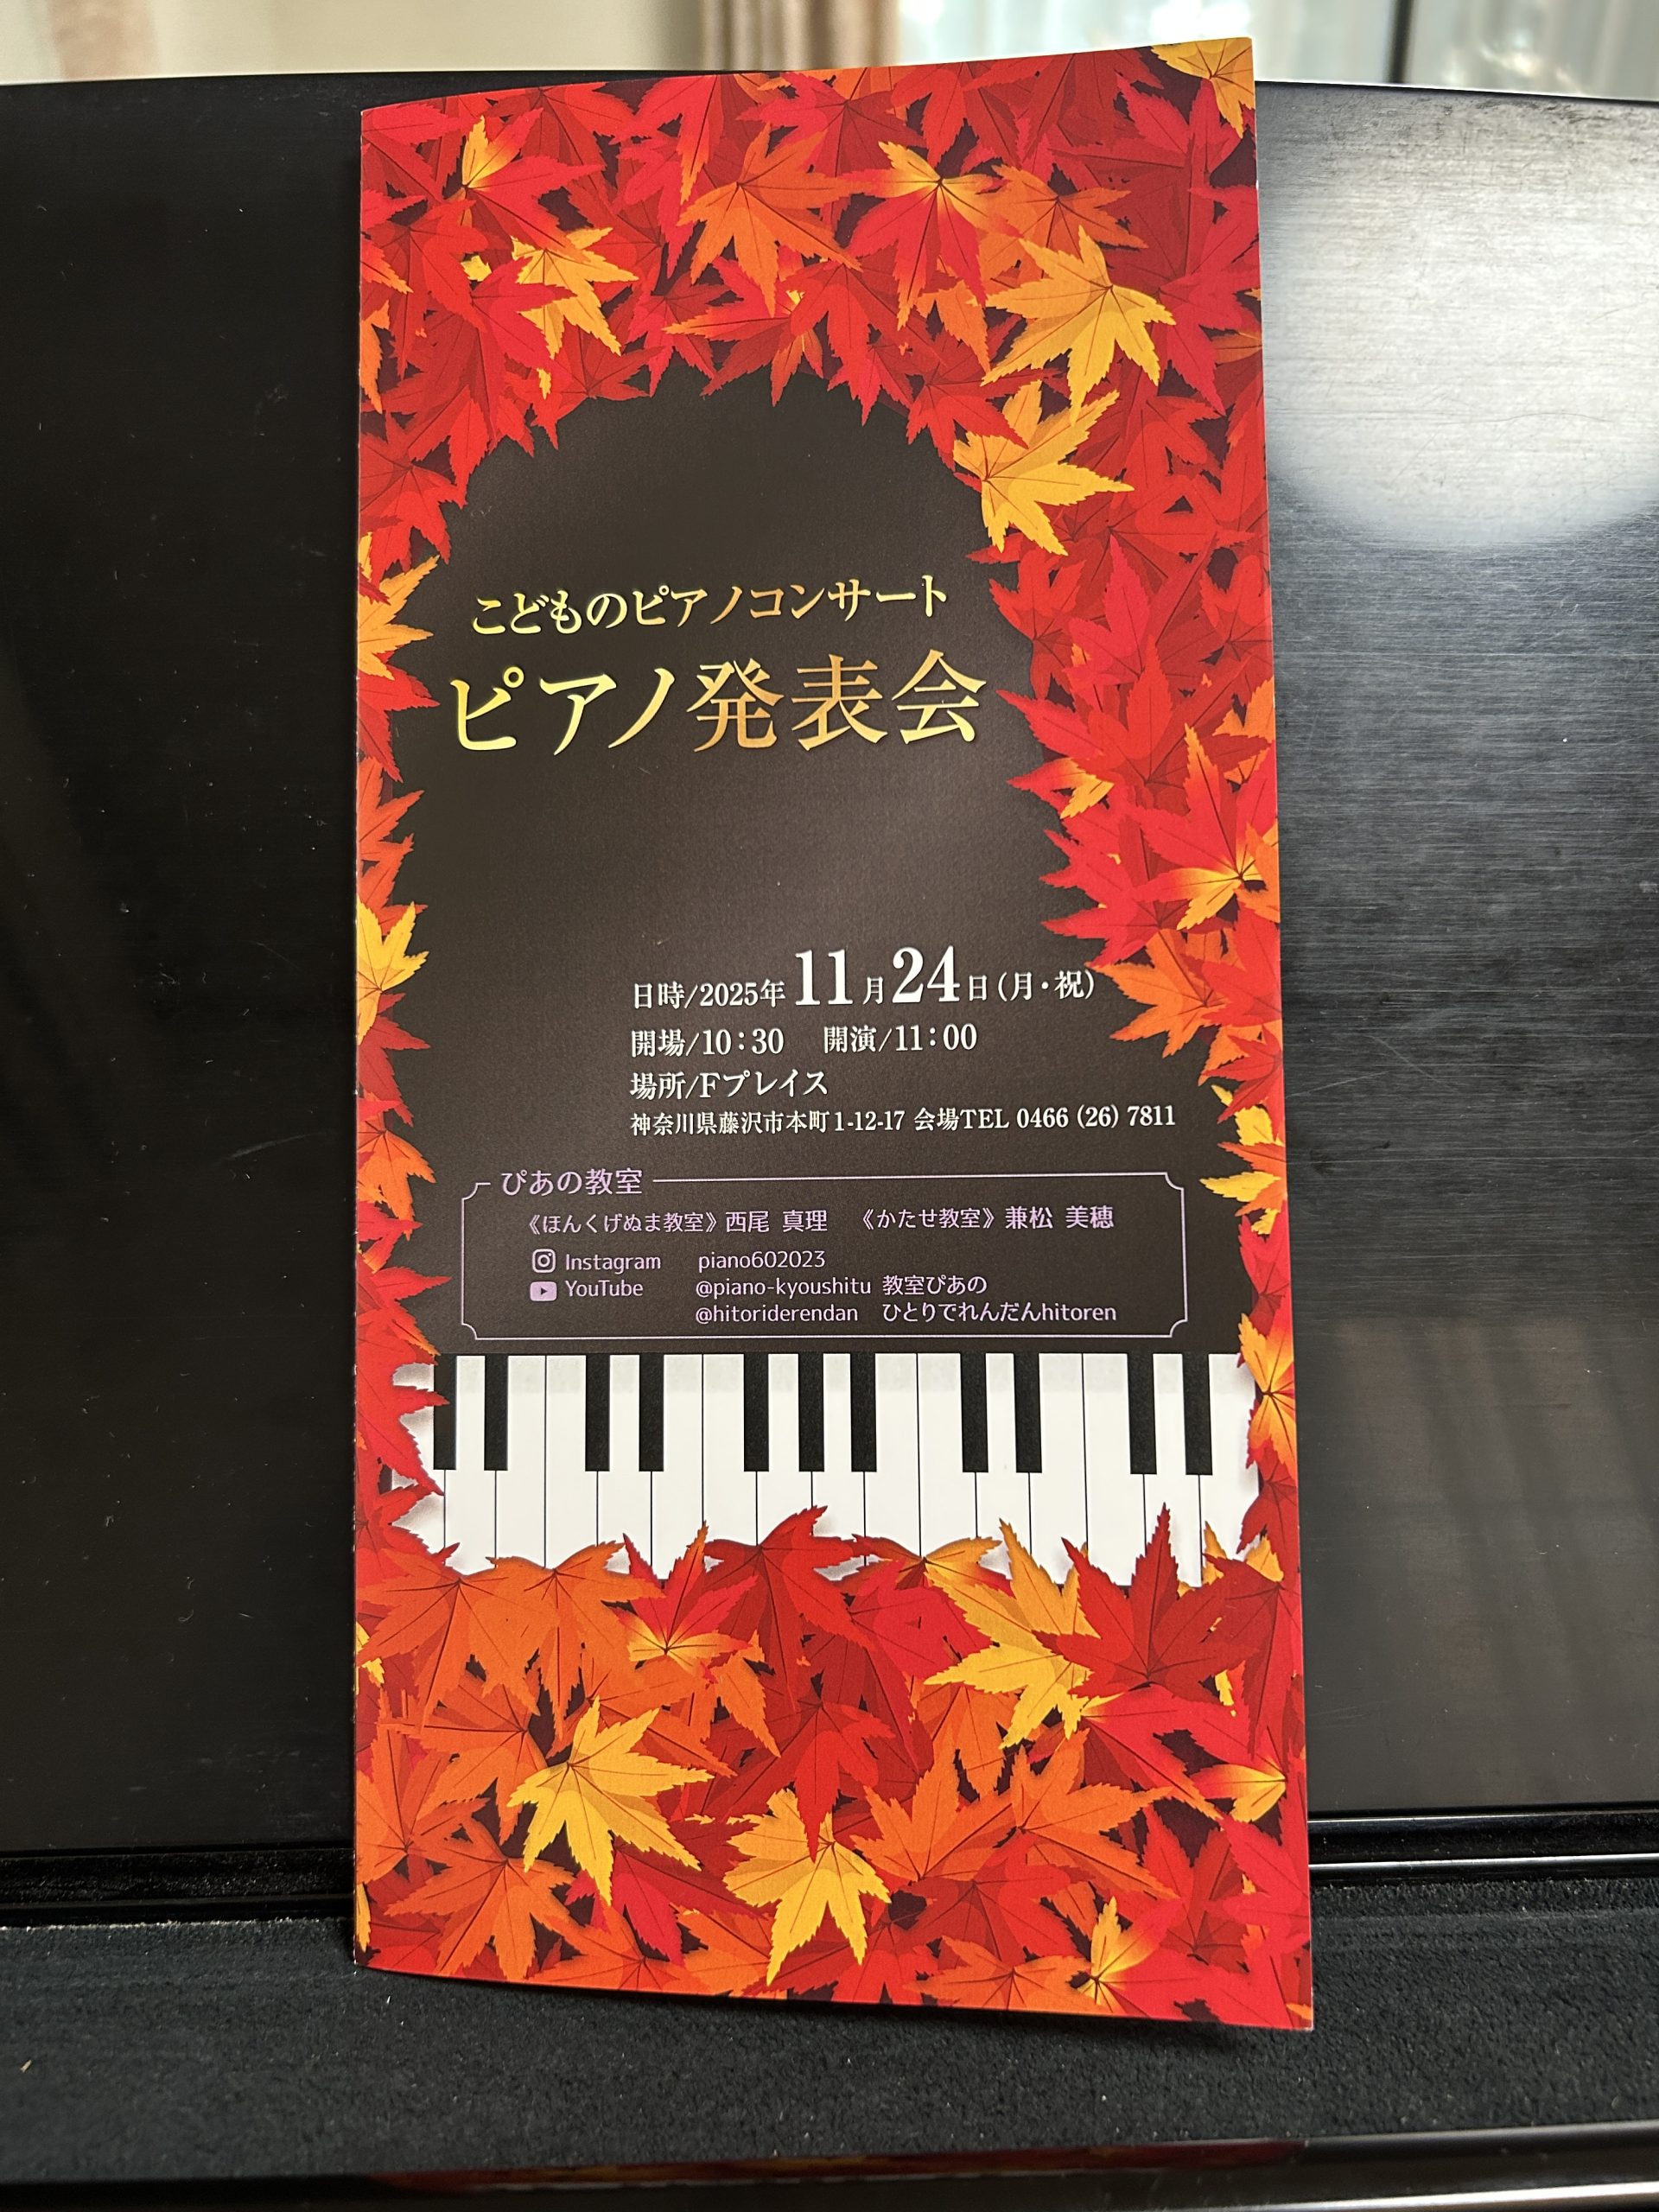 こどものピアノコンサート
ピアノ発表会
日時/2025年11月24日(月・祝)
開場/10:30 開演/11:00
場所/Fプレイス
神奈川県藤沢市本町1-12-17 会場TEL 0466 (26) 7811
ぴあの教室
《ほんくげぬま教室》西尾 真理 《かたせ教室》兼松 美穂
Instagram piano602023
YouTube @piano-kyoushitu 教室ぴあの
@hitoriderendan ひとりでれんだんhitoren